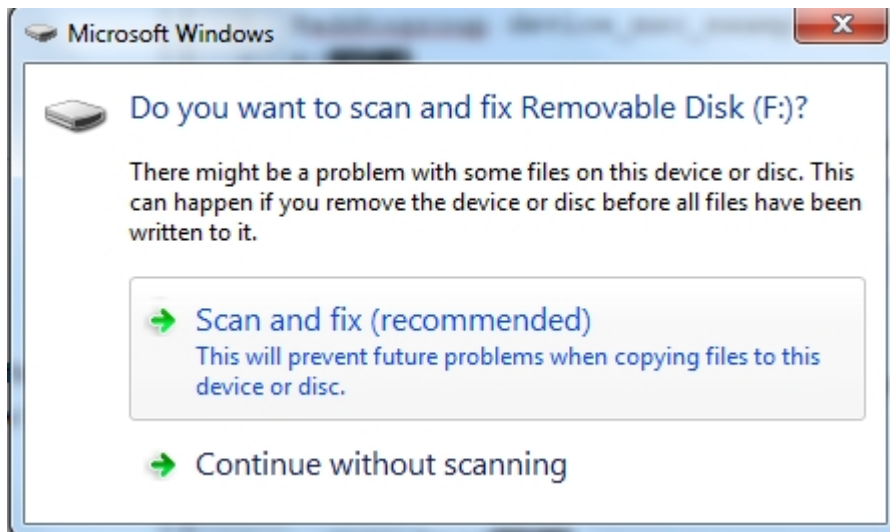 Microsoft Windows
Do you want to scan and fix Removable Disk (F:)?
There might be a problem with some files on this device or disc. This
can happen if you remove the device or disc before all files have been
written to it.
Scan and fix (recommended)
This will prevent future problems when copying files to this
device or disc.
Continue without scanning